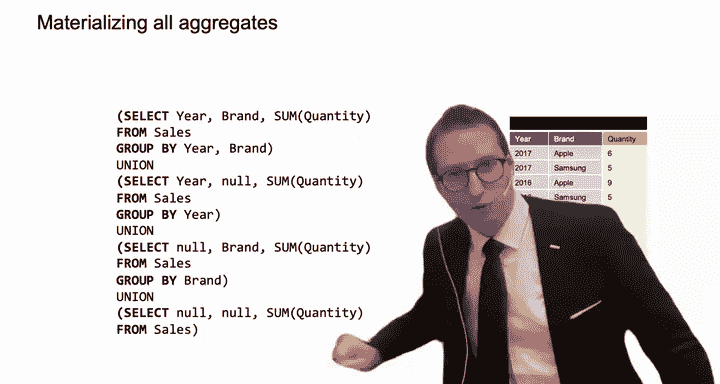 Materializing all aggregates
(SELECT Year, Brand, SUM(Quantity)
FROM Sales
GROUP BY Year, Brand)
UNION
(SELECT Year, null, SUM(Quantity)
FROM Sales
GROUP BY Year)
UNION
(SELECT null, Brand, SUM(Quantity)
FROM Sales
GROUP BY Brand)
UNION
(SELECT null, null, SUM(Quantity)
FROM Sales)
Year Brand Quantity
2017 Apple 6
2017 Samsung 5
2016 Apple 9
Samsung 5